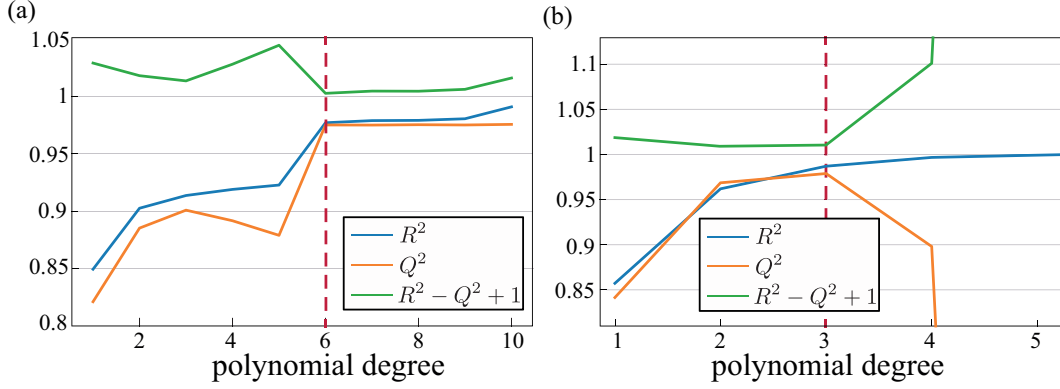 (a)
1.05
1
0.95
0.9
0.85
0.8
2
4
6
8
10
polynomial degree
R²
Q²
R² − Q² + 1
(b)
1.1
1.05
1
0.95
0.9
0.85
1
2
3
4
5
polynomial degree
R²
Q²
R² − Q² + 1